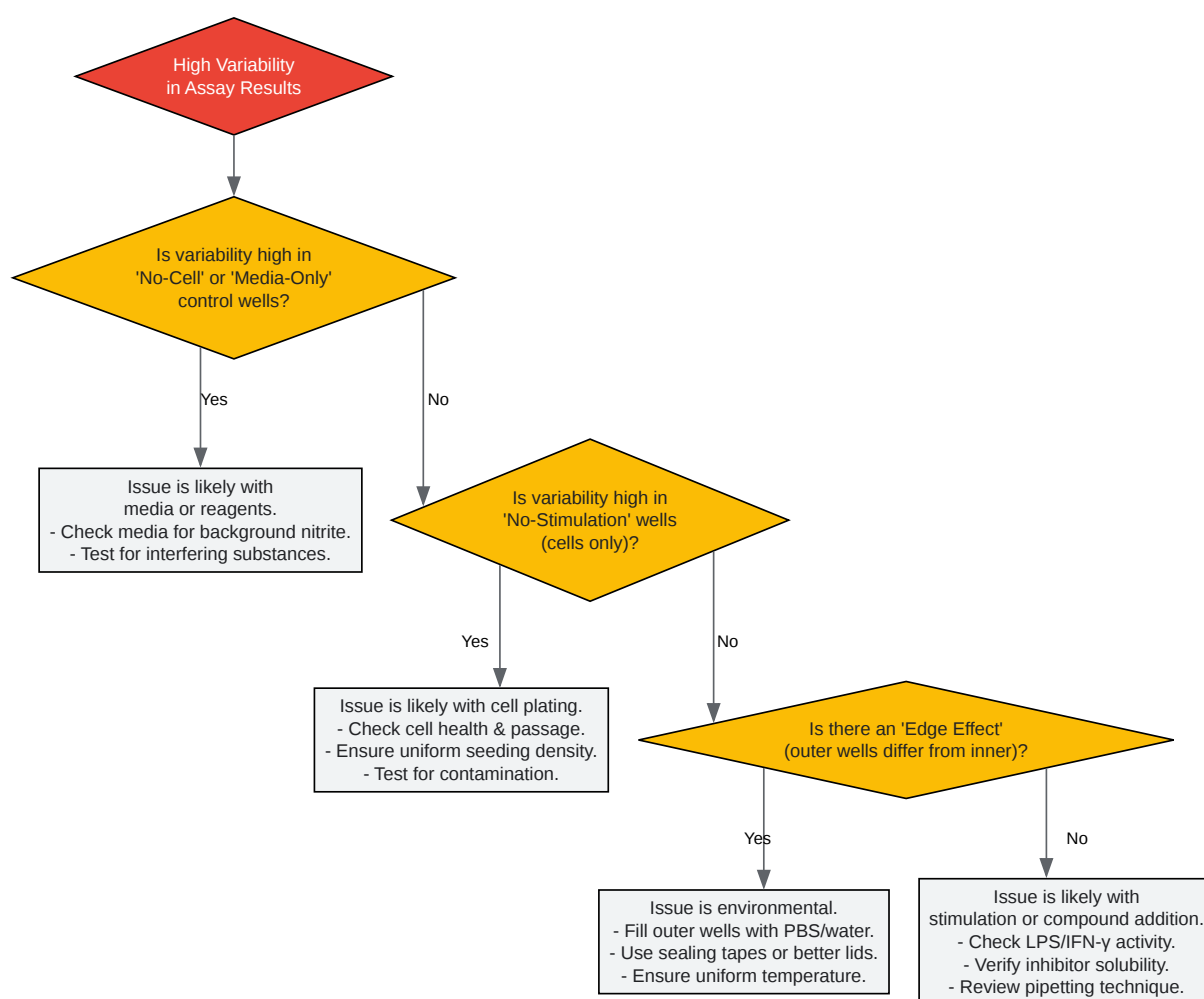 High Variability
in Assay Results
Is variability high in
'No-Cell' or 'Media-Only'
control wells?
Yes
No
Issue is likely with
media or reagents.
- Check media for background nitrite.
- Test for interfering substances.
Is variability high in
'No-Stimulation' wells
(cells only)?
Yes
No
Issue is likely with cell plating.
- Check cell health & passage.
- Ensure uniform seeding density.
- Test for contamination.
Is there an 'Edge Effect'
(outer wells differ from inner)?
Yes
No
Issue is environmental.
- Fill outer wells with PBS/water.
- Use sealing tapes or better lids.
- Ensure uniform temperature.
Issue is likely with
stimulation or compound addition.
- Check LPS/IFN-γ activity.
- Verify inhibitor solubility.
- Review pipetting technique.